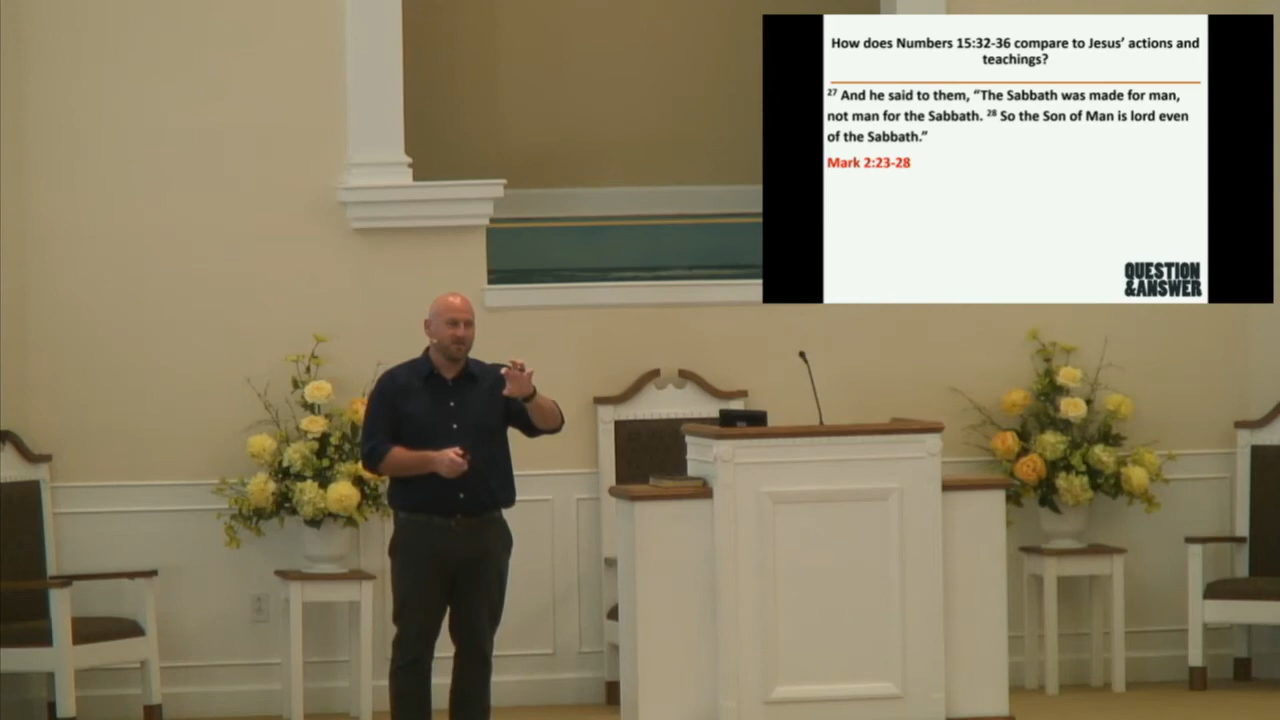 How does Numbers 15:32-36 compare to Jesus’ actions and
teachings?
27 And he said to them, “The Sabbath was made for man,
not man for the Sabbath. 28 So the Son of Man is lord even
of the Sabbath.”
Mark 2:23-28
QUESTION
&ANSWER